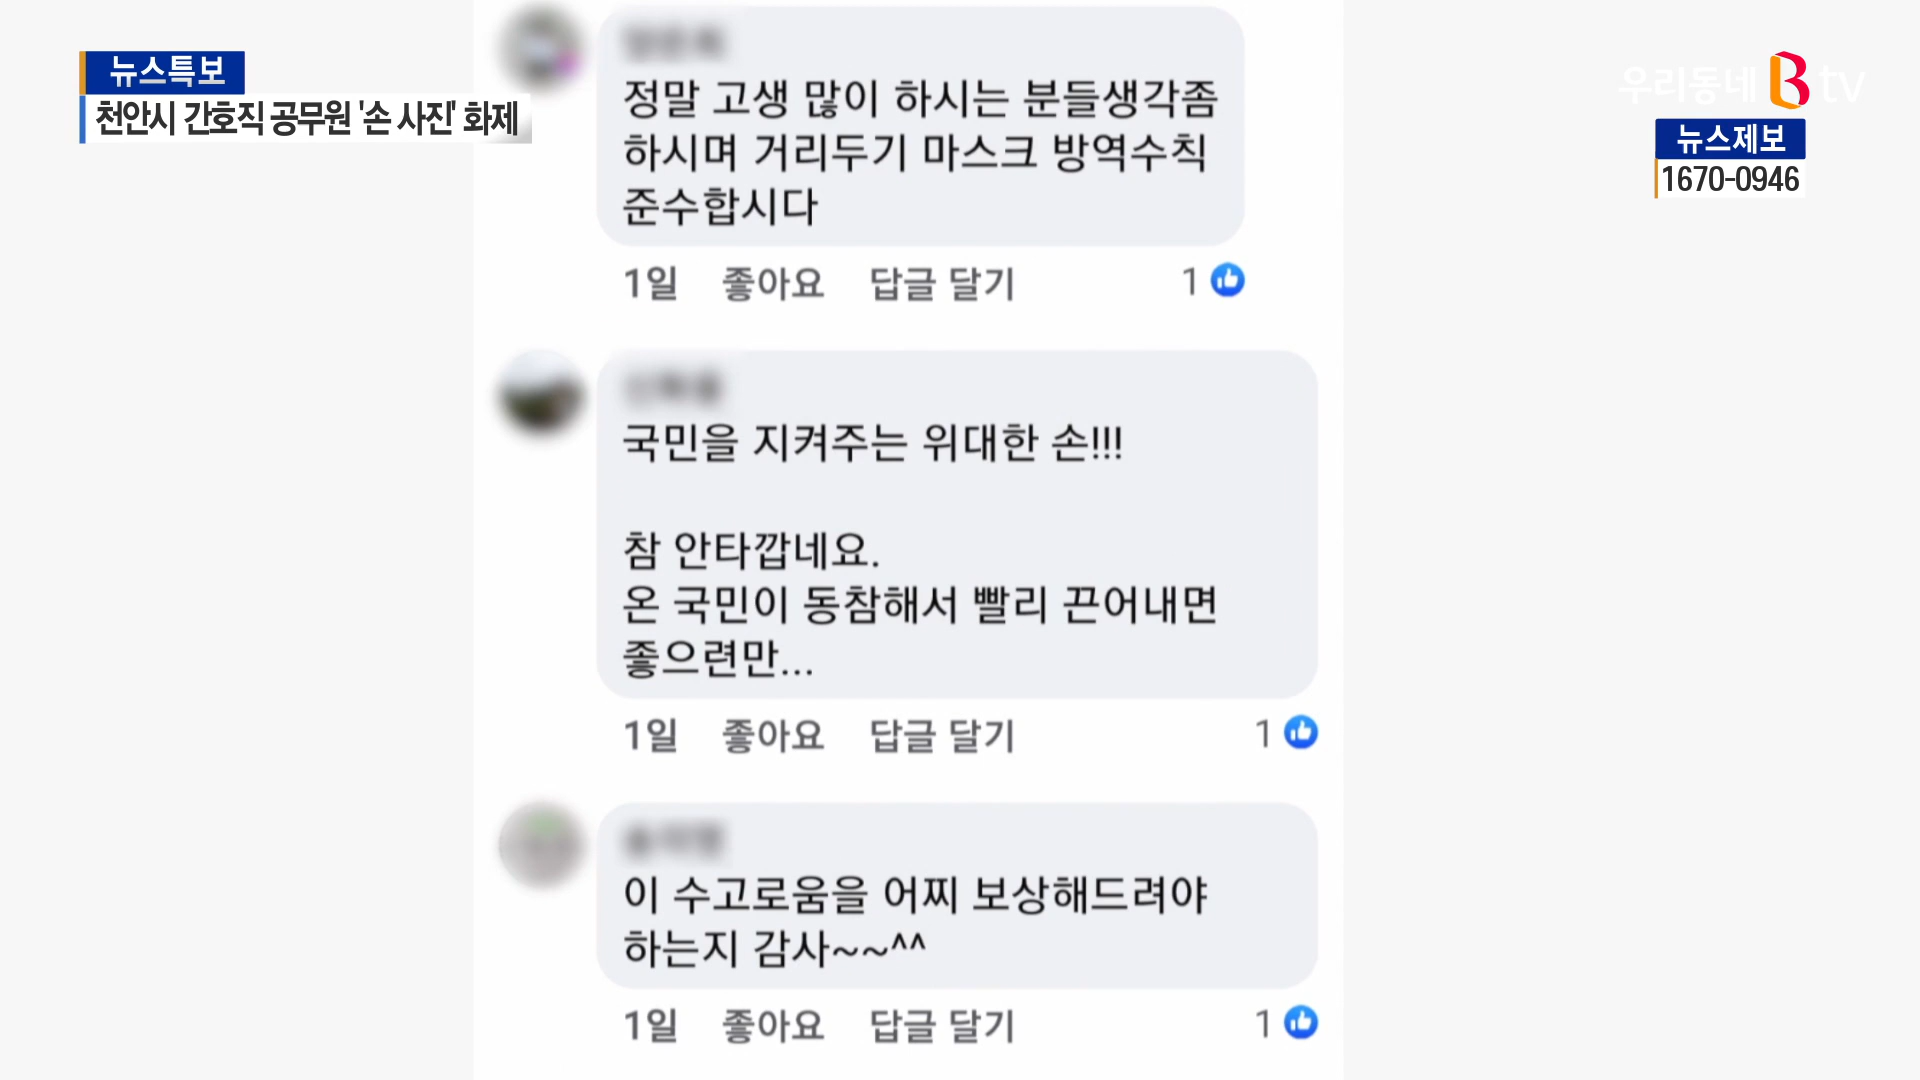 뉴스특보
천안시 간호직 공무원 '손 사진' 화제
우리동네 B tv
뉴스제보
1670-0946
정말 고생 많이 하시는 분들생각좀
하시며 거리두기 마스크 방역수칙
준수합시다
1일 좋아요 답글 달기 1
국민을 지켜주는 위대한 손!!!
참 안타깝네요.
온 국민이 동참해서 빨리 끈어내면
좋으련만...
1일 좋아요 답글 달기 1
이 수고로움을 어찌 보상해드려야
하는지 감사~~^^
1일 좋아요 답글 달기 1